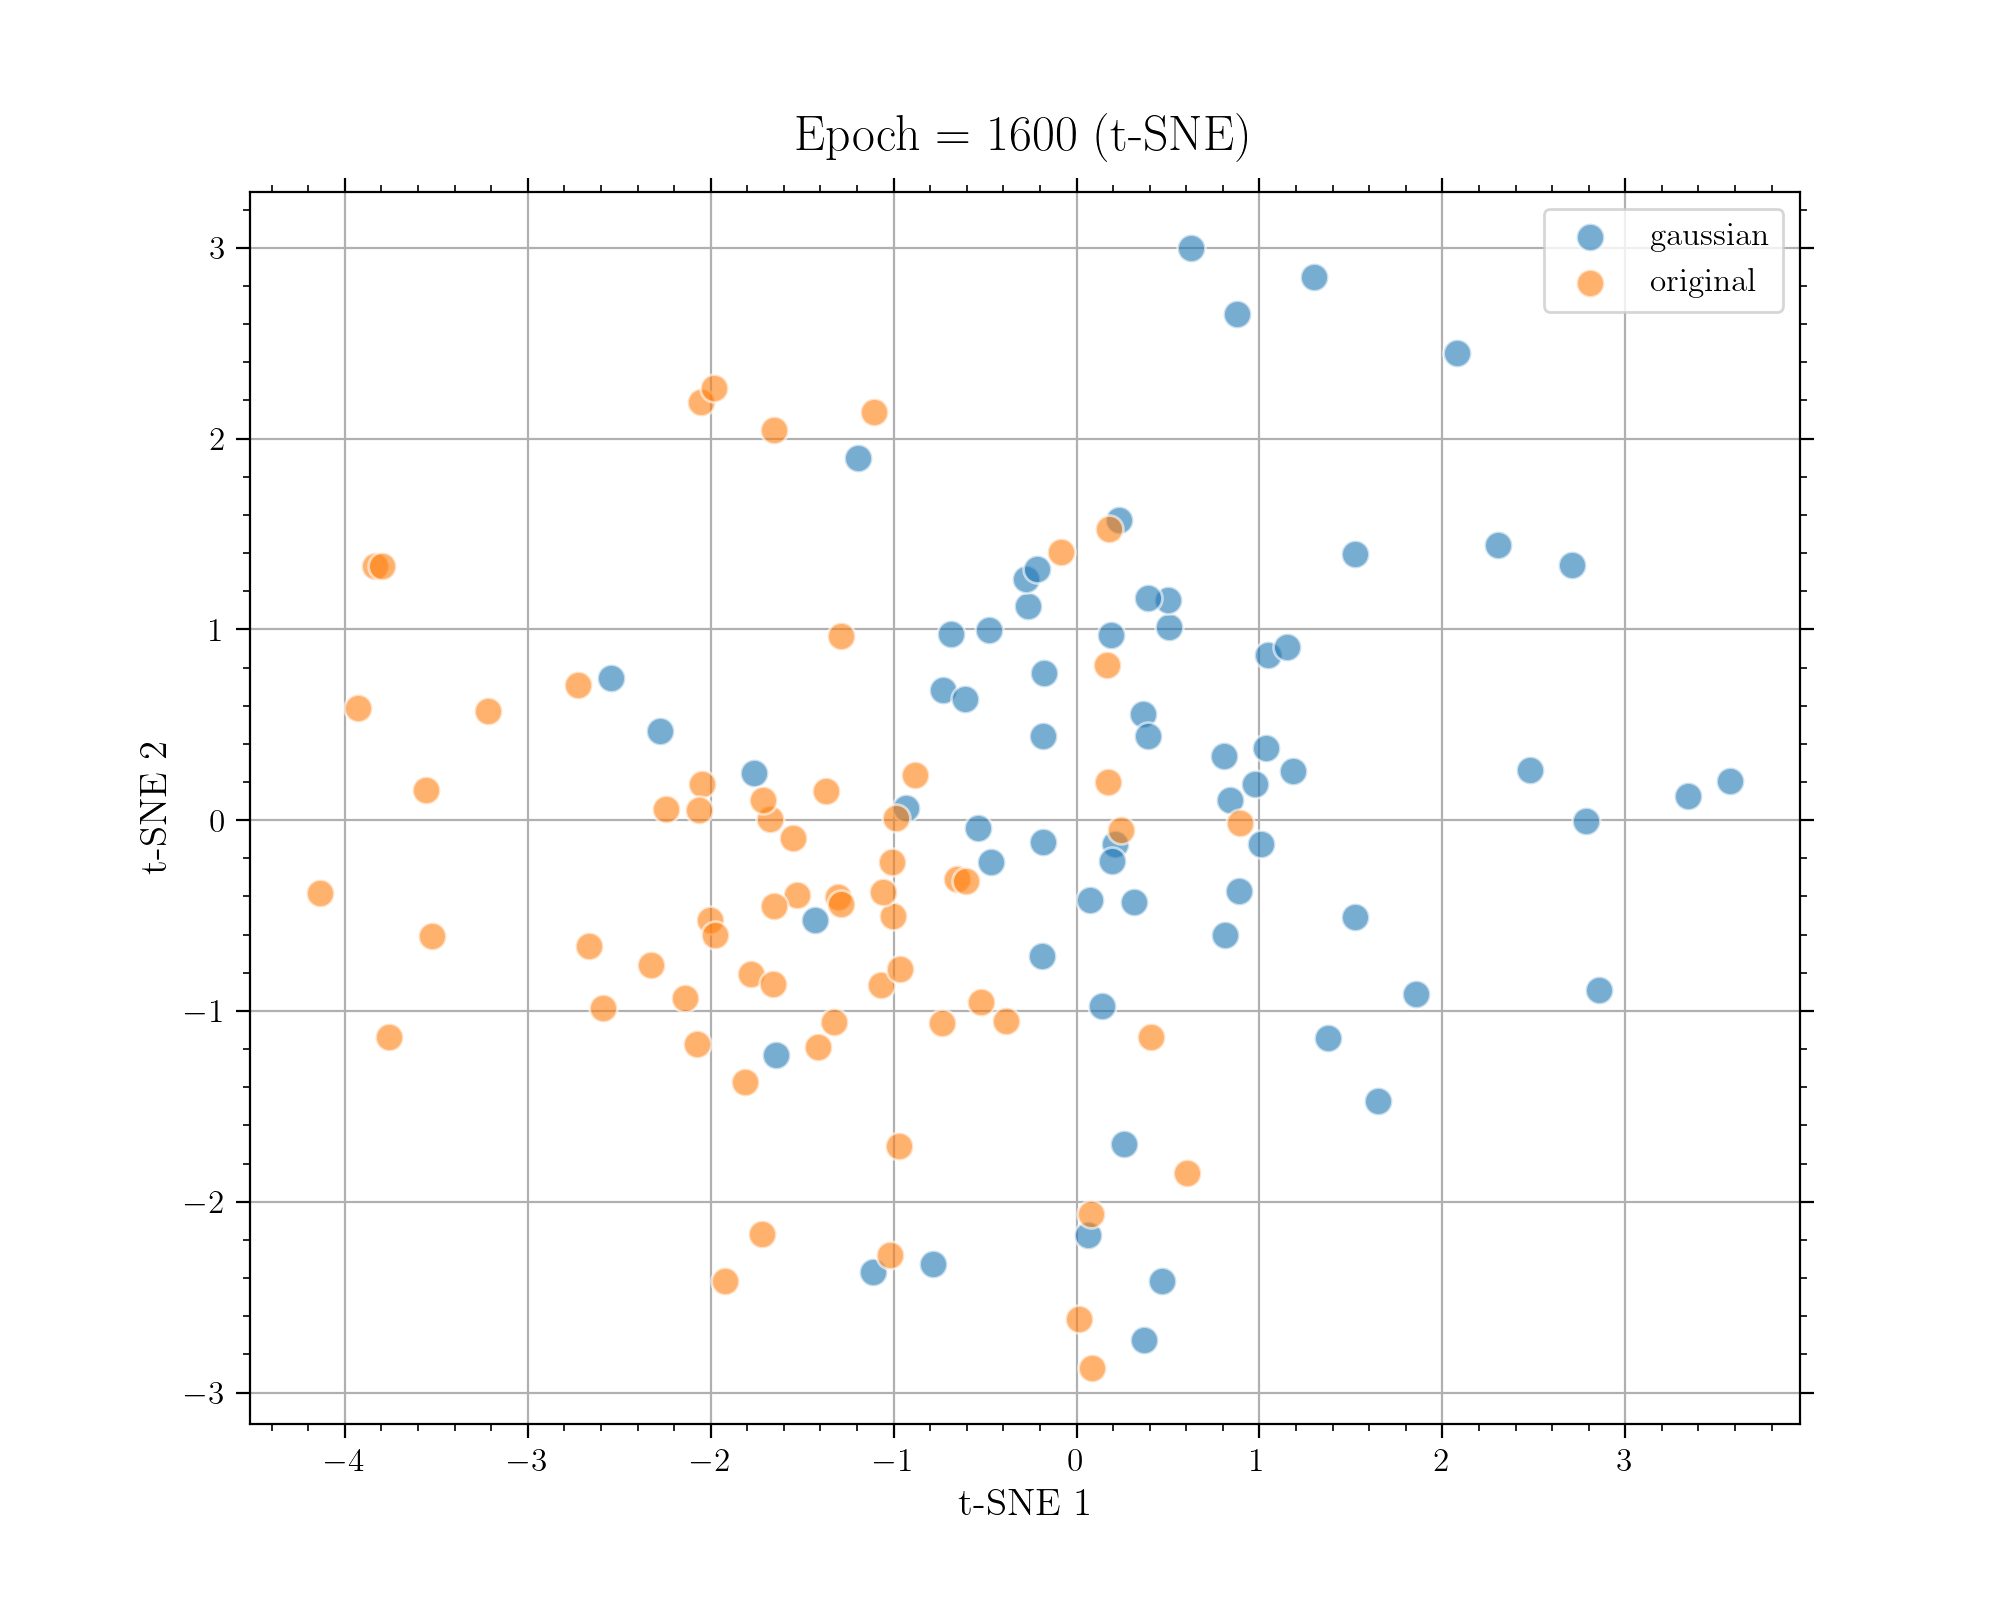 Epoch = 1600 (t-SNE)
gaussian
original
3
2
1
0
−1
−2
−3
t-SNE 2
−4 −3 −2 −1 0 1 2 3
t-SNE 1